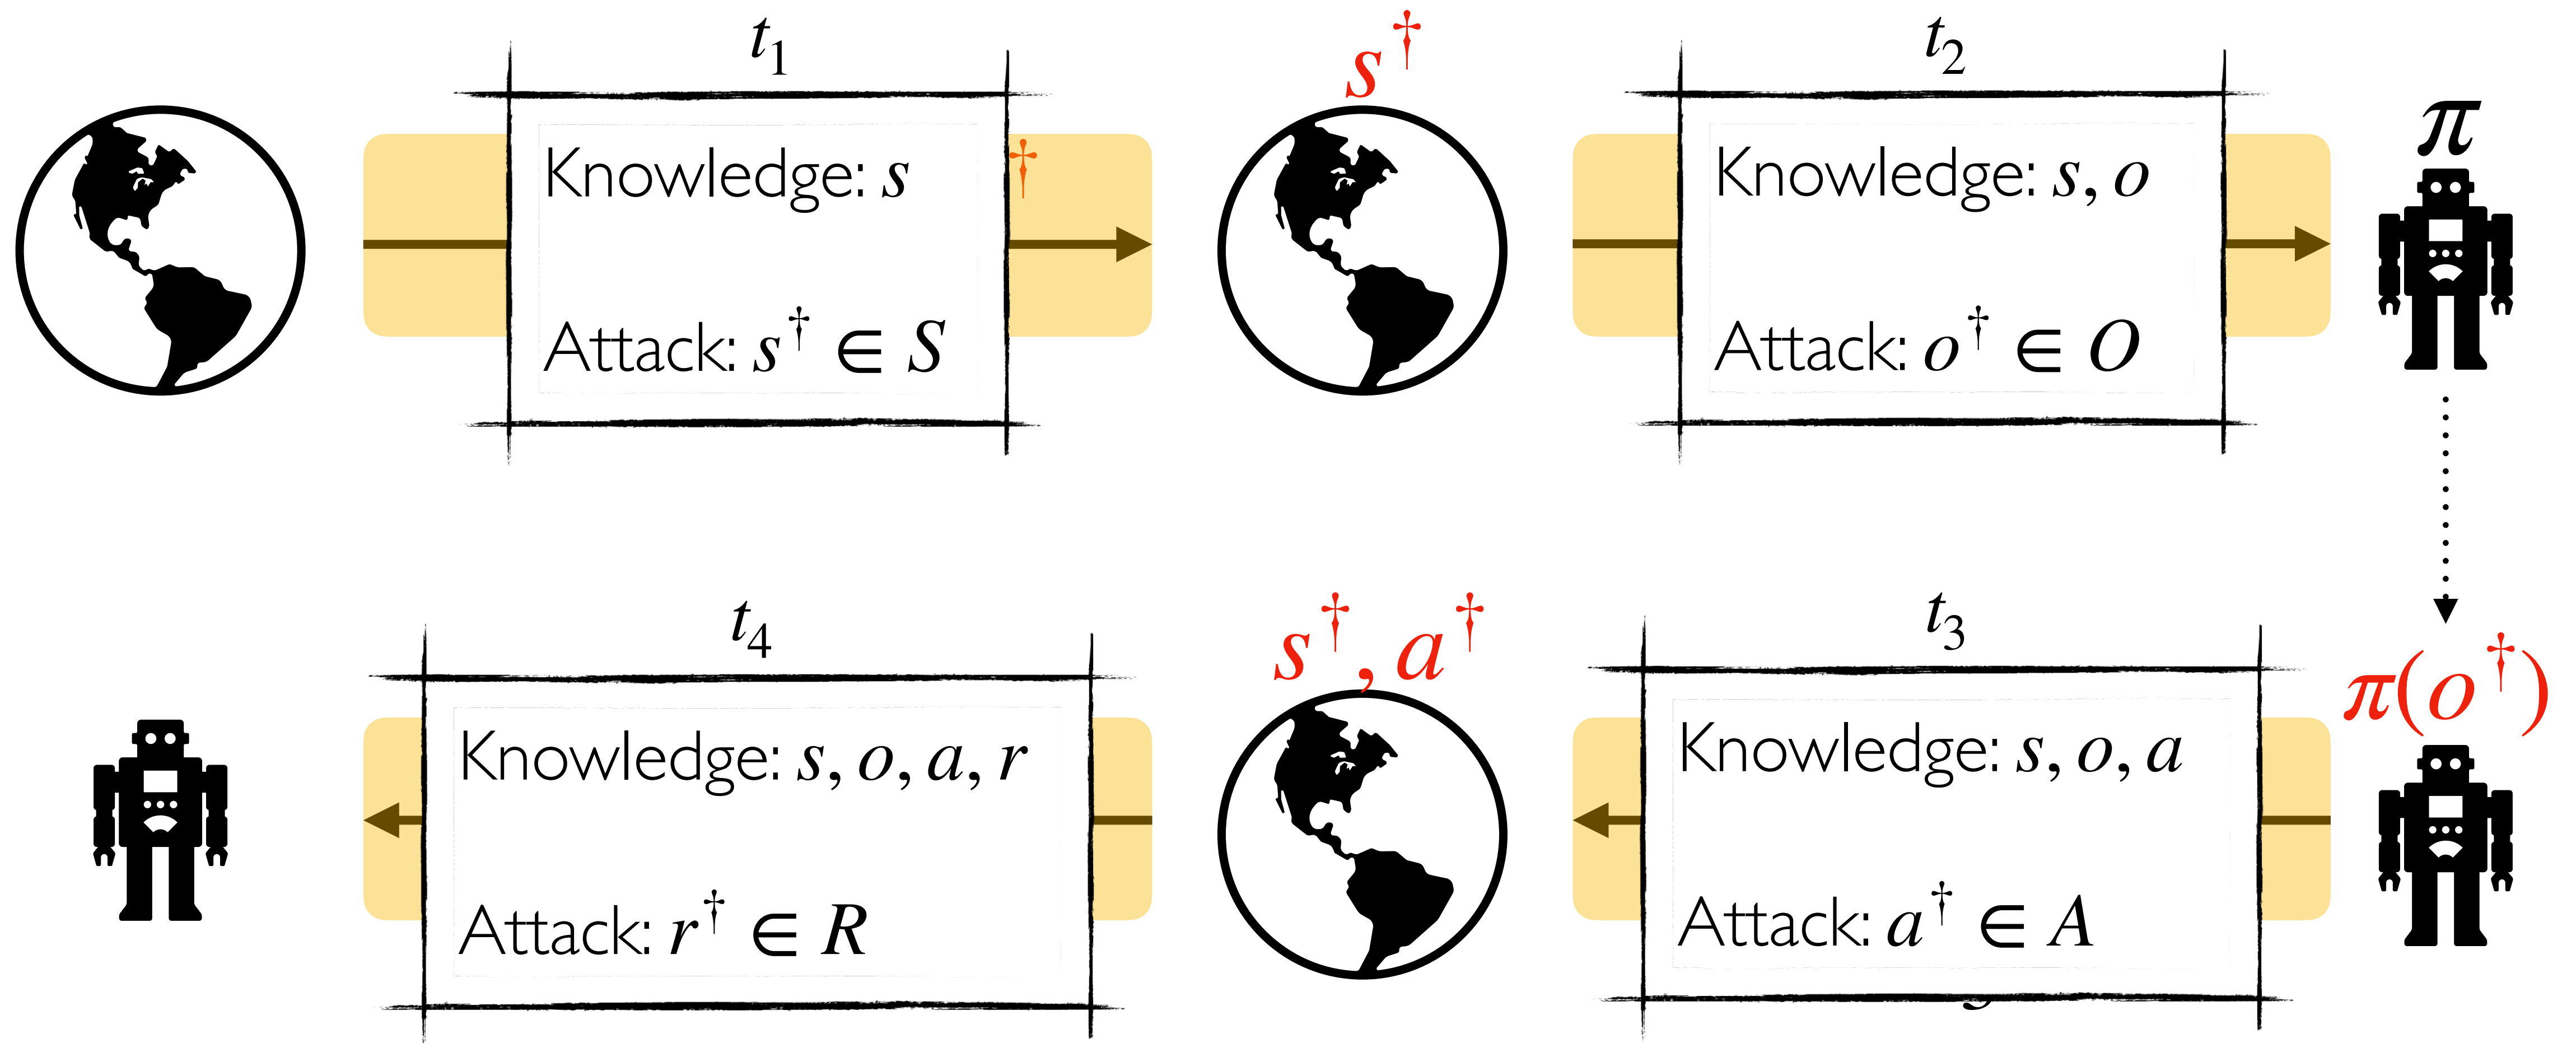 t₁
s†
t₂
π
Knowledge: s
†
Knowledge: s, o
Attack: s† ∈ S
Attack: o† ∈ O
t₄
s†, a†
t₃
π(o†)
Knowledge: s, o, a, r
Knowledge: s, o, a
Attack: r† ∈ R
Attack: a† ∈ A